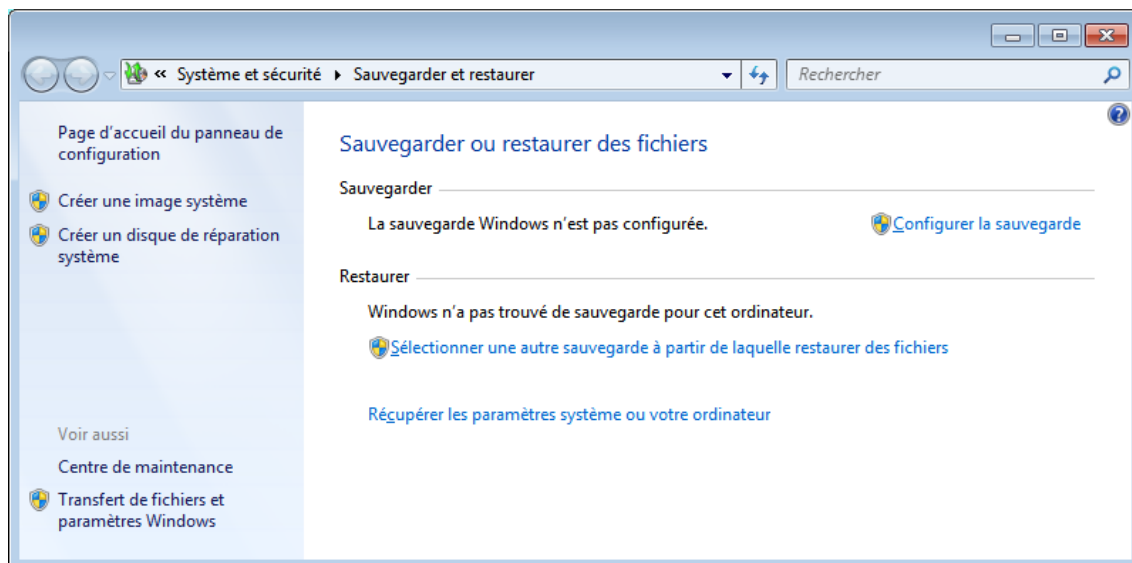 « Système et sécurité ▸ Sauvegarder et restaurer
Rechercher
Page d'accueil du panneau de
configuration
Créer une image système
Créer un disque de réparation
système
Voir aussi
Centre de maintenance
Transfert de fichiers et
paramètres Windows
Sauvegarder ou restaurer des fichiers
Sauvegarder
La sauvegarde Windows n'est pas configurée.
Configurer la sauvegarde
Restaurer
Windows n'a pas trouvé de sauvegarde pour cet ordinateur.
Sélectionner une autre sauvegarde à partir de laquelle restaurer des fichiers
Récupérer les paramètres système ou votre ordinateur